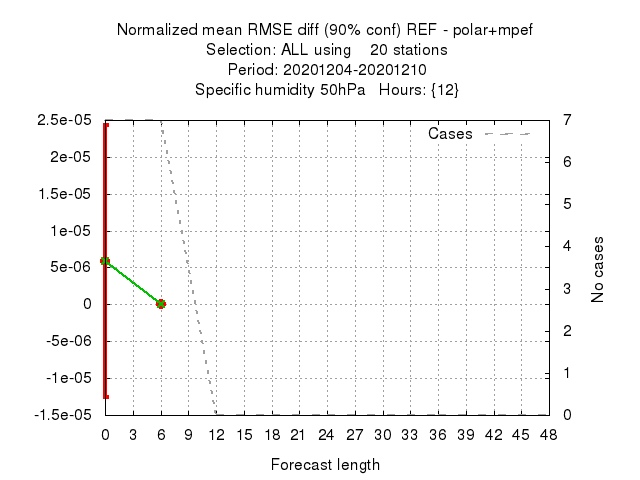 Normalized mean RMSE diff (90% conf) REF - polar+mpef
Selection: ALL using 20 stations
Period: 20201204-20201210
Specific humidity 50hPa Hours: {12}
Cases
2.5e-05
2e-05
1.5e-05
1e-05
5e-06
0
-5e-06
-1e-05
-1.5e-05
7
6
5
4
3
2
1
0
No cases
0 3 6 9 12 15 18 21 24 27 30 33 36 39 42 45 48
Forecast length